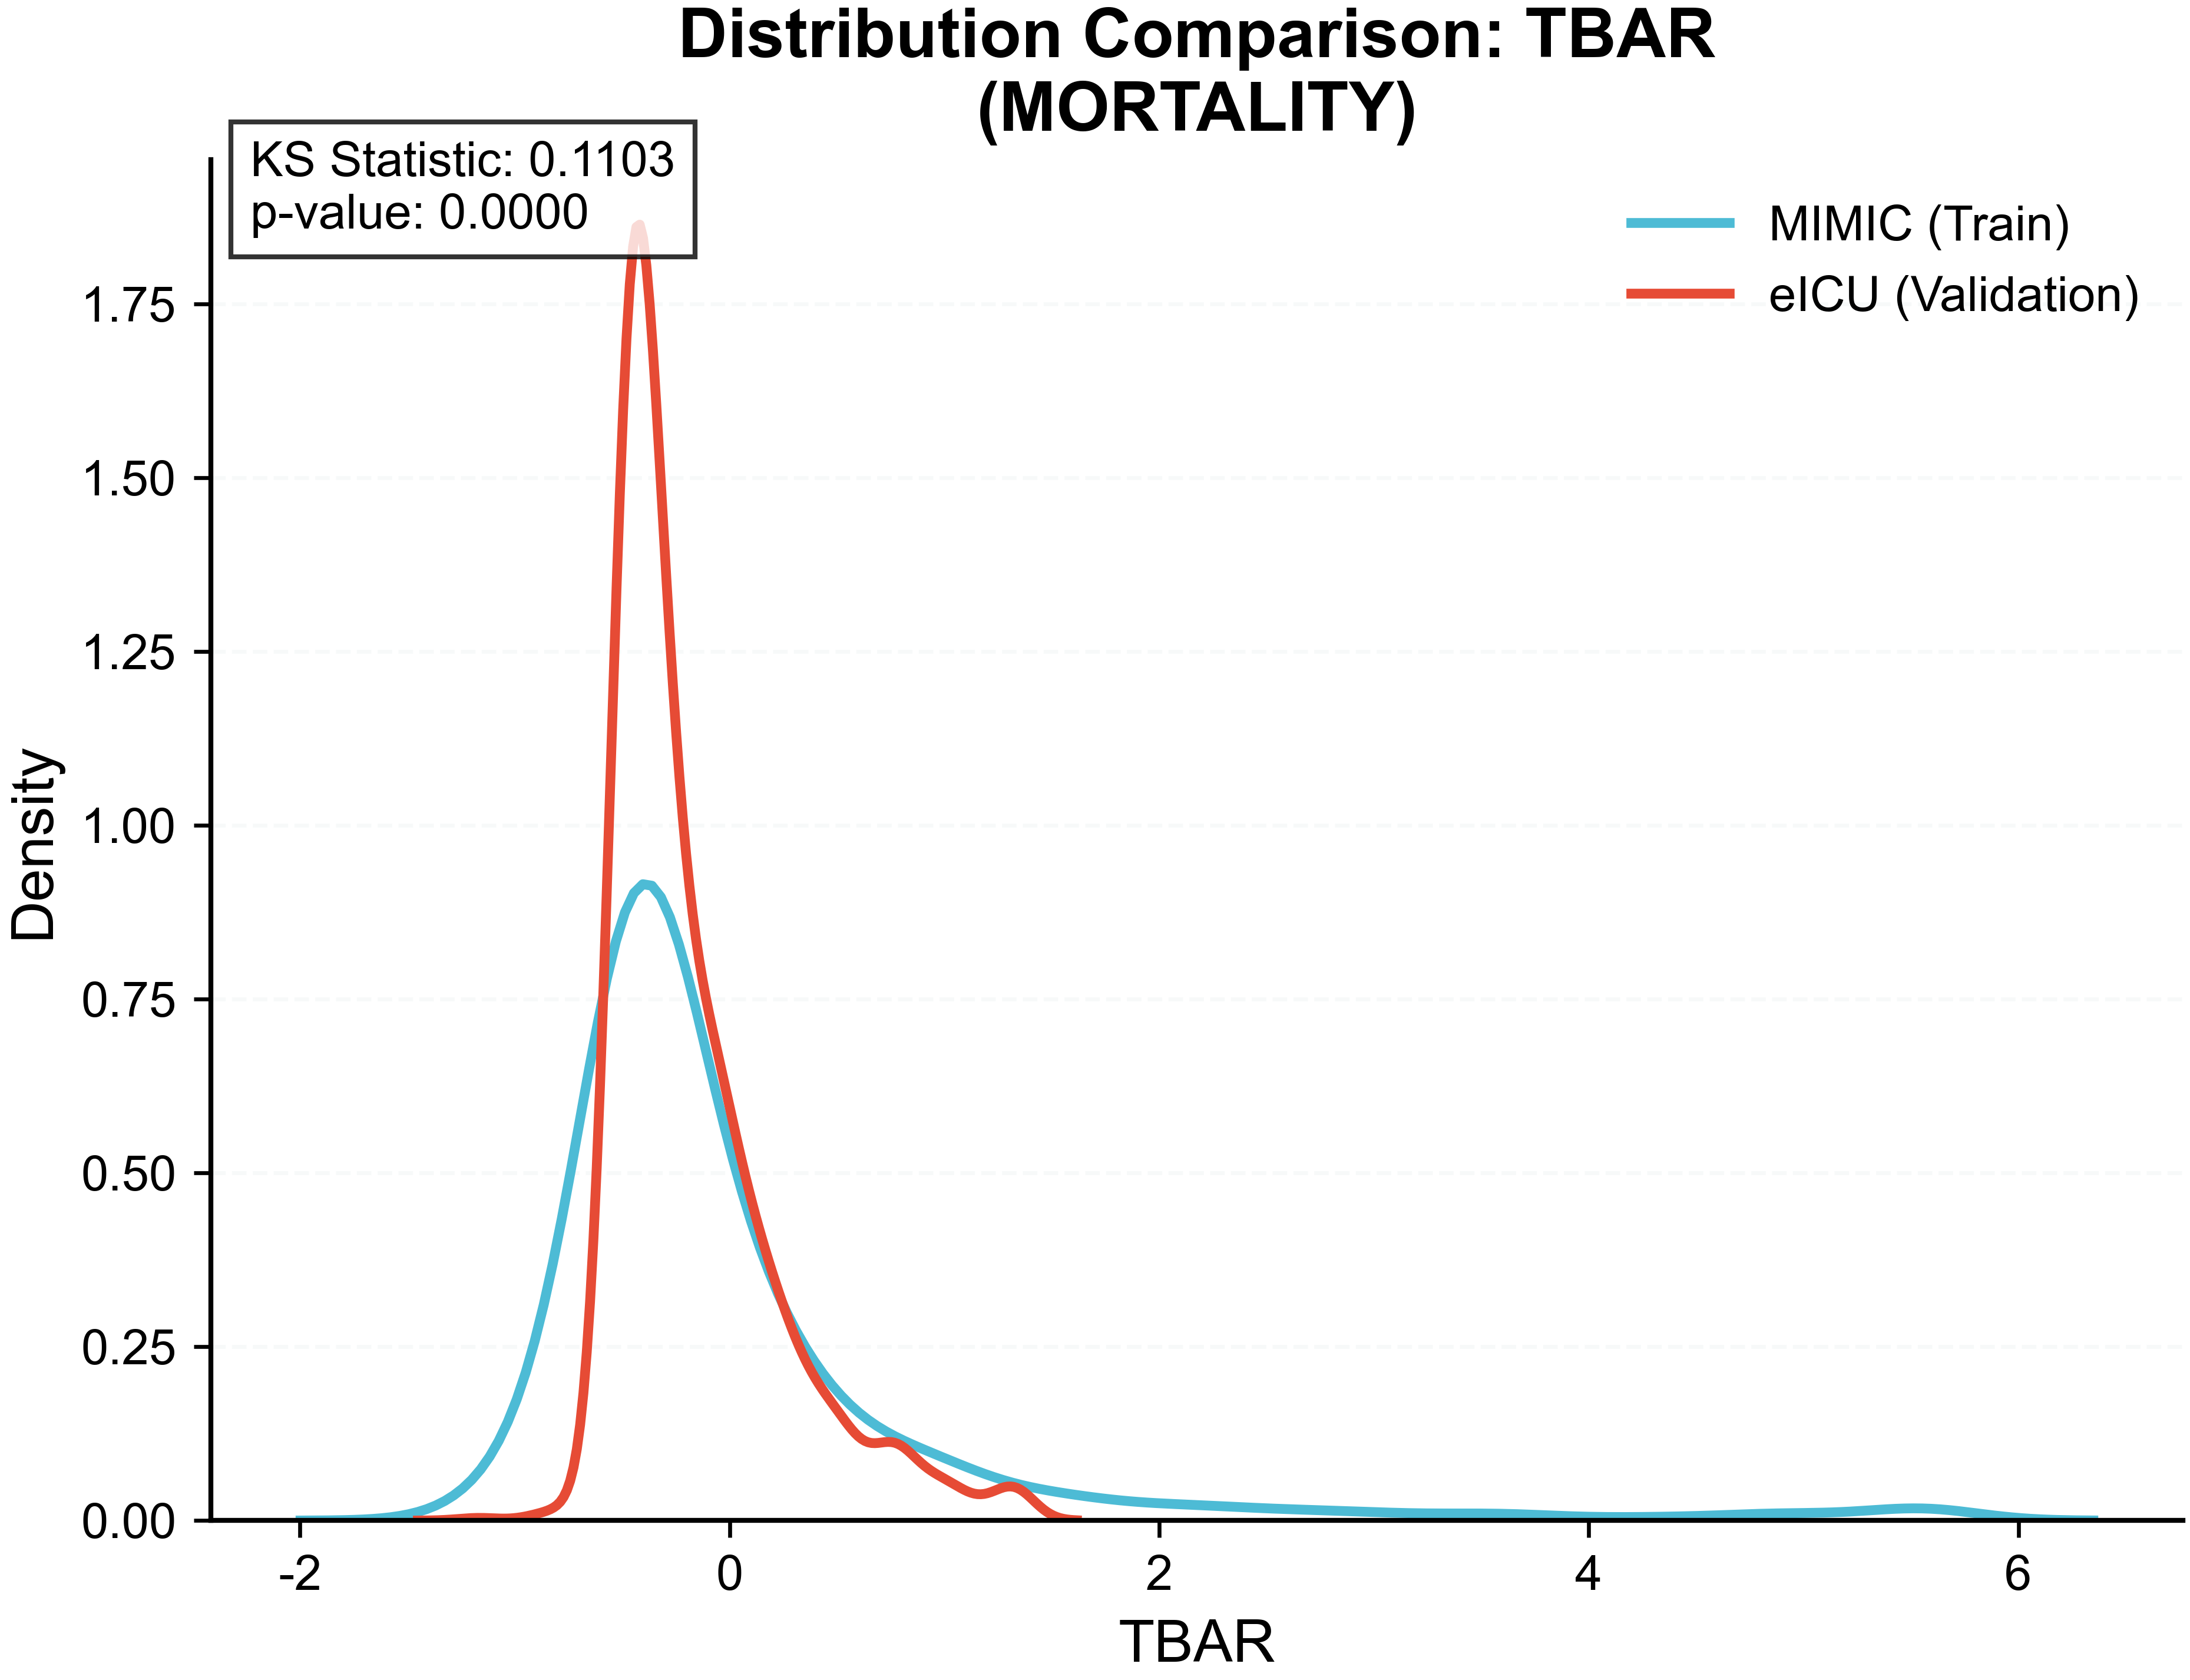 Distribution Comparison: TBAR
(MORTALITY)
KS Statistic: 0.1103
p-value: 0.0000
MIMIC (Train)
eICU (Validation)
1.75
1.50
1.25
1.00
0.75
0.50
0.25
0.00
Density
-2 0 2 4 6
TBAR